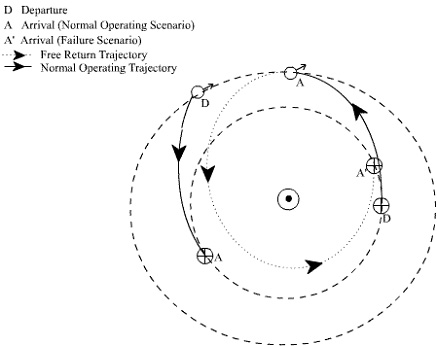 D Departure
A Arrival (Normal Operating Scenario)
A' Arrival (Failure Scenario)
Free Return Trajectory
Normal Operating Trajectory
D
A
A'
D
A